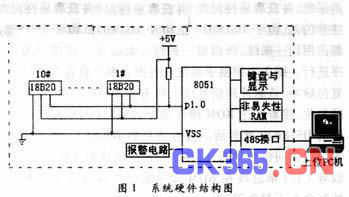 +5V
10#
1#
18B20
18B20
8051
p1.0
VSS
键盘与
显示
非易失性
RAM
485接口
报警电路
上位PC机
CK365.CN
图1 系统硬件结构图